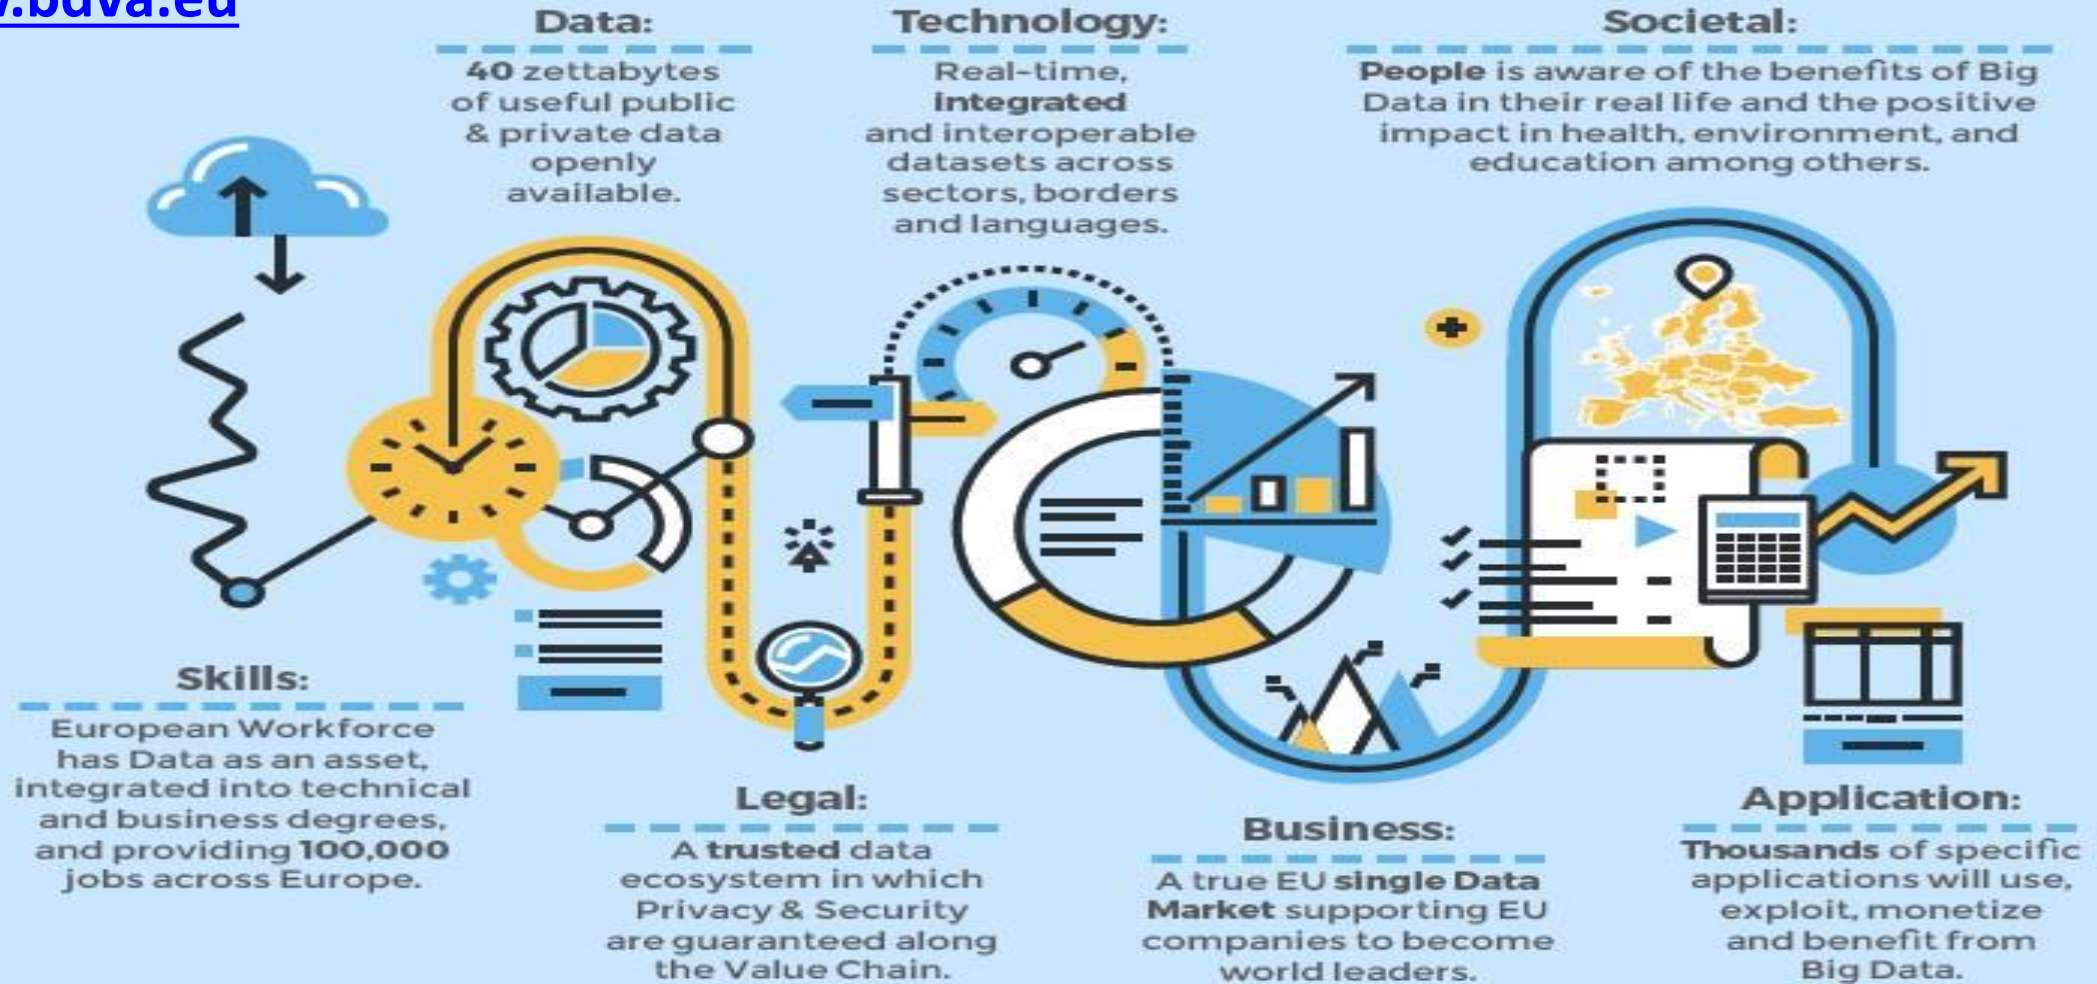 .bdva.eu
Data:
40 zettabytes
of useful public
& private data
openly
available.
Technology:
Real-time,
integrated
and interoperable
datasets across
sectors, borders
and languages.
Societal:
People is aware of the benefits of Big
Data in their real life and the positive
impact in health, environment, and
education among others.
Skills:
European Workforce
has Data as an asset,
integrated into technical
and business degrees,
and providing 100,000
jobs across Europe.
Legal:
A trusted data
ecosystem in which
Privacy & Security
are guaranteed along
the Value Chain.
Business:
A true EU single Data
Market supporting EU
companies to become
world leaders.
Application:
Thousands of specific
applications will use,
exploit, monetize
and benefit from
Big Data.